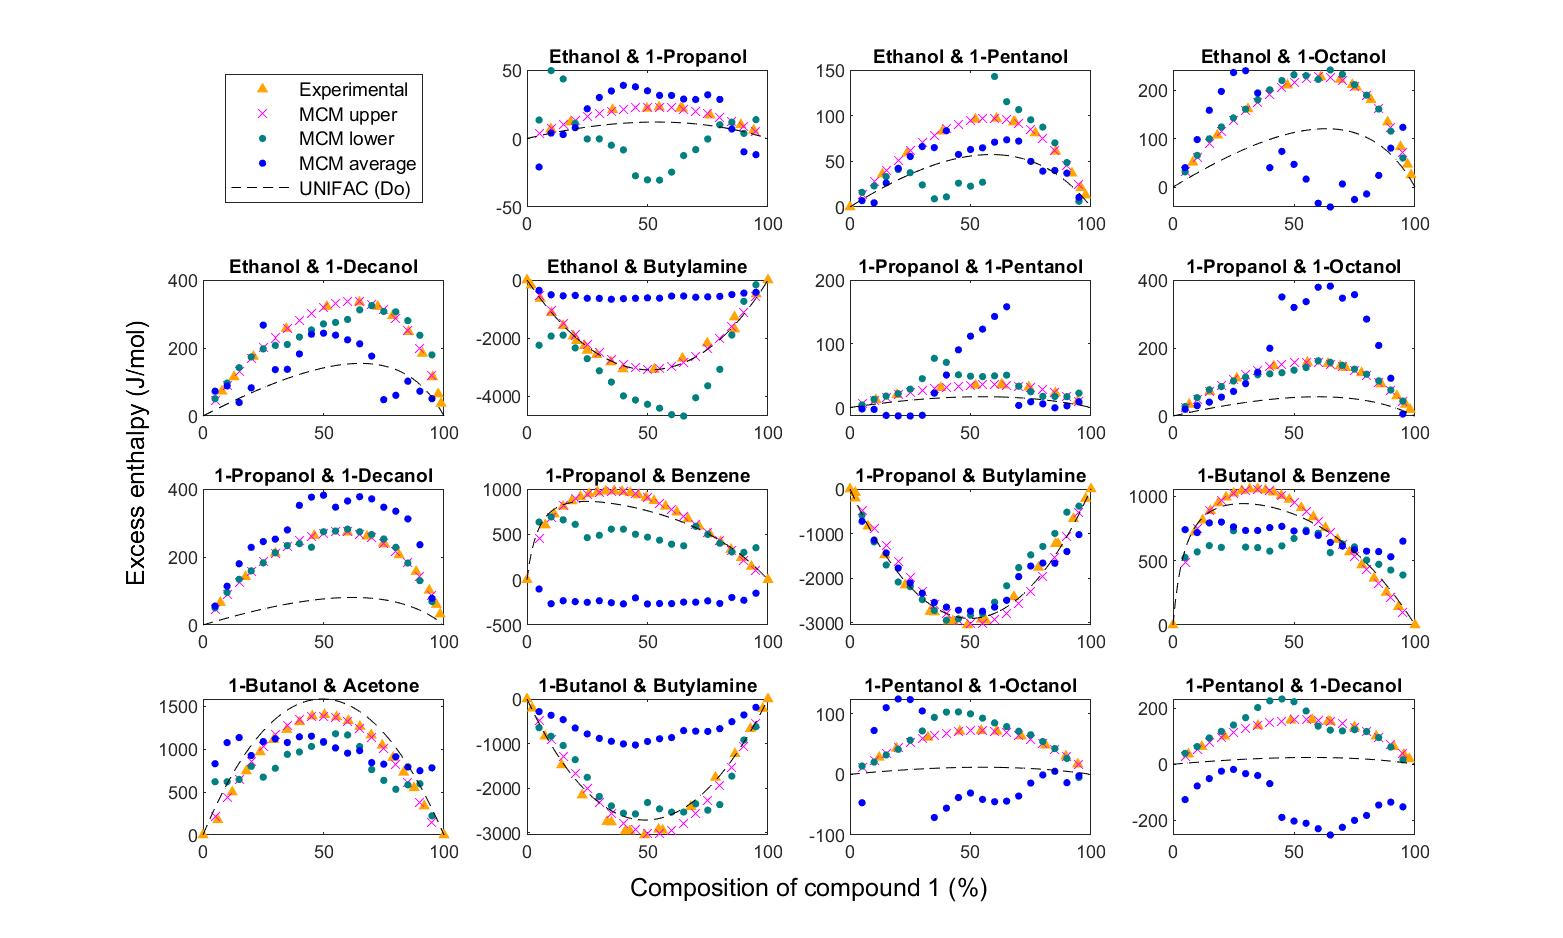 Experimental
MCM upper
MCM lower
MCM average
UNIFAC (Do)
Ethanol & 1-Propanol
50
0
-50
0 50 100
Ethanol & 1-Pentanol
150
100
50
0
0 50 100
Ethanol & 1-Octanol
200
100
0
0 50 100
Excess enthalpy (J/mol)
Ethanol & 1-Decanol
400
200
0
0 50 100
Ethanol & Butylamine
0
-2000
-4000
0 50 100
1-Propanol & 1-Pentanol
200
100
0
0 50 100
1-Propanol & 1-Octanol
400
200
0
0 50 100
1-Propanol & 1-Decanol
400
200
0
0 50 100
1-Propanol & Benzene
1000
500
0
-500
0 50 100
1-Propanol & Butylamine
0
-1000
-2000
-3000
0 50 100
1-Butanol & Benzene
1000
500
0
0 50 100
1-Butanol & Acetone
1500
1000
500
0
0 50 100
1-Butanol & Butylamine
0
-1000
-2000
-3000
0 50 100
1-Pentanol & 1-Octanol
100
0
-100
0 50 100
1-Pentanol & 1-Decanol
200
0
-200
0 50 100
Composition of compound 1 (%)